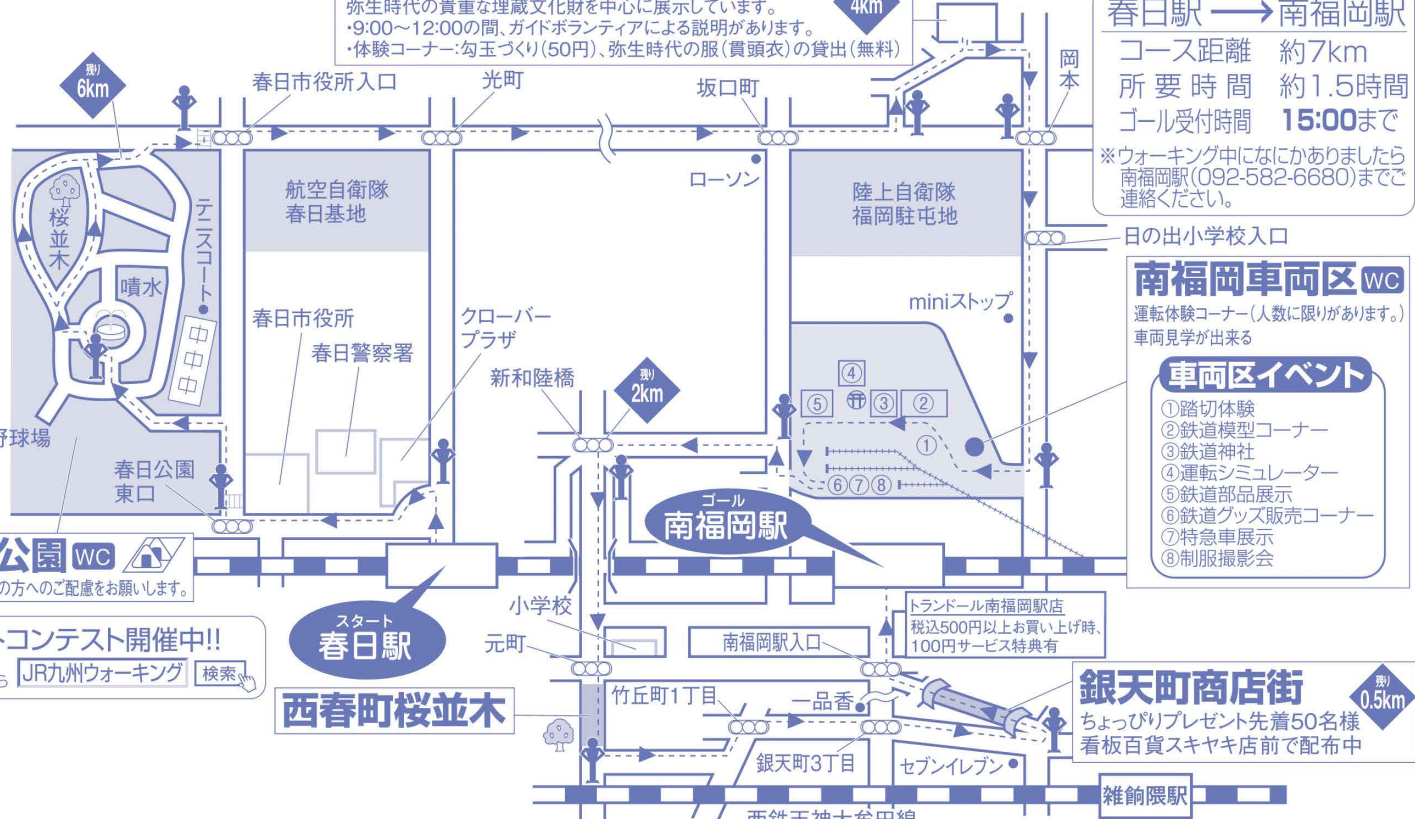 弥生時代の貴重な埋蔵文化財を中心に展示しています。
・9:00〜12:00の間、ガイドボランティアによる説明があります。
・体験コーナー:勾玉づくり(50円)、弥生時代の服(貫頭衣)の貸出(無料)
4km
春日駅→南福岡駅
コース距離 約7km
所要時間 約1.5時間
ゴール受付時間 15:00まで
※ウォーキング中になにかありましたら
南福岡駅(092-582-6680)までご
連絡ください。
残り
6km
春日市役所入口
光町
坂口町
岡本
ローソン
桜並木
テニスコート
噴水
航空自衛隊
春日基地
陸上自衛隊
福岡駐屯地
日の出小学校入口
春日市役所
春日警察署
クローバー
プラザ
新和陸橋
残り
2km
miniストップ
④
⑤
③
②
①
⑥⑦⑧
南福岡車両区 WC
運転体験コーナー(人数に限りがあります。)
車両見学が出来る
車両区イベント
①踏切体験
②鉄道模型コーナー
③鉄道神社
④運転シミュレーター
⑤鉄道部品展示
⑥鉄道グッズ販売コーナー
⑦特急車展示
⑧制服撮影会
野球場
春日公園
東口
公園 WC
の方へのご配慮をお願いします。
スタート
春日駅
ゴール
南福岡駅
トコンテスト開催中!!
ら JR九州ウォーキング 検索
小学校
元町
南福岡駅入口
トランドール南福岡駅店
税込500円以上お買い上げ時、
100円サービス特典有
西春町桜並木
竹丘町1丁目
一品香
銀天町3丁目
セブンイレブン
銀天町商店街
ちょっぴりプレゼント先着50名様
看板百貨スキヤキ店前で配布中
残り
0.5km
雑餉隈駅
西鉄天神大牟田線